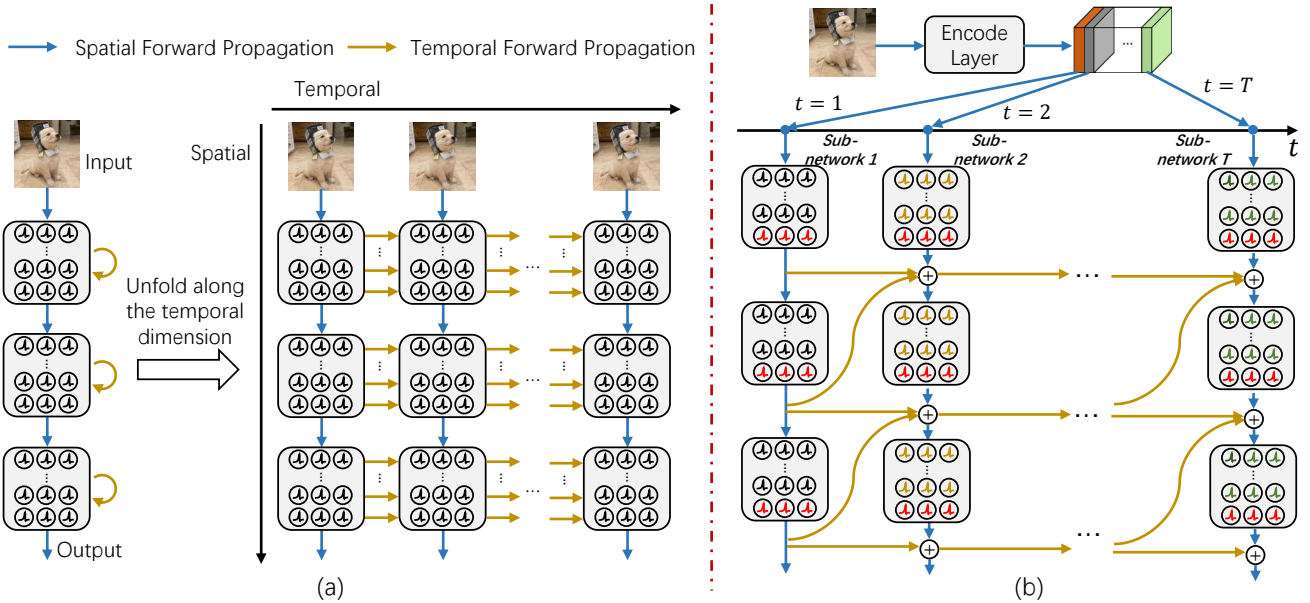 Spatial Forward Propagation
Temporal Forward Propagation
Temporal
Spatial
Input
Unfold along
the temporal
dimension
Output
...
...
...
(a)
Encode
Layer
...
t = 1
t = 2
t = T
t
Sub-
network 1
Sub-
network 2
Sub-
network T
...
...
...
(b)